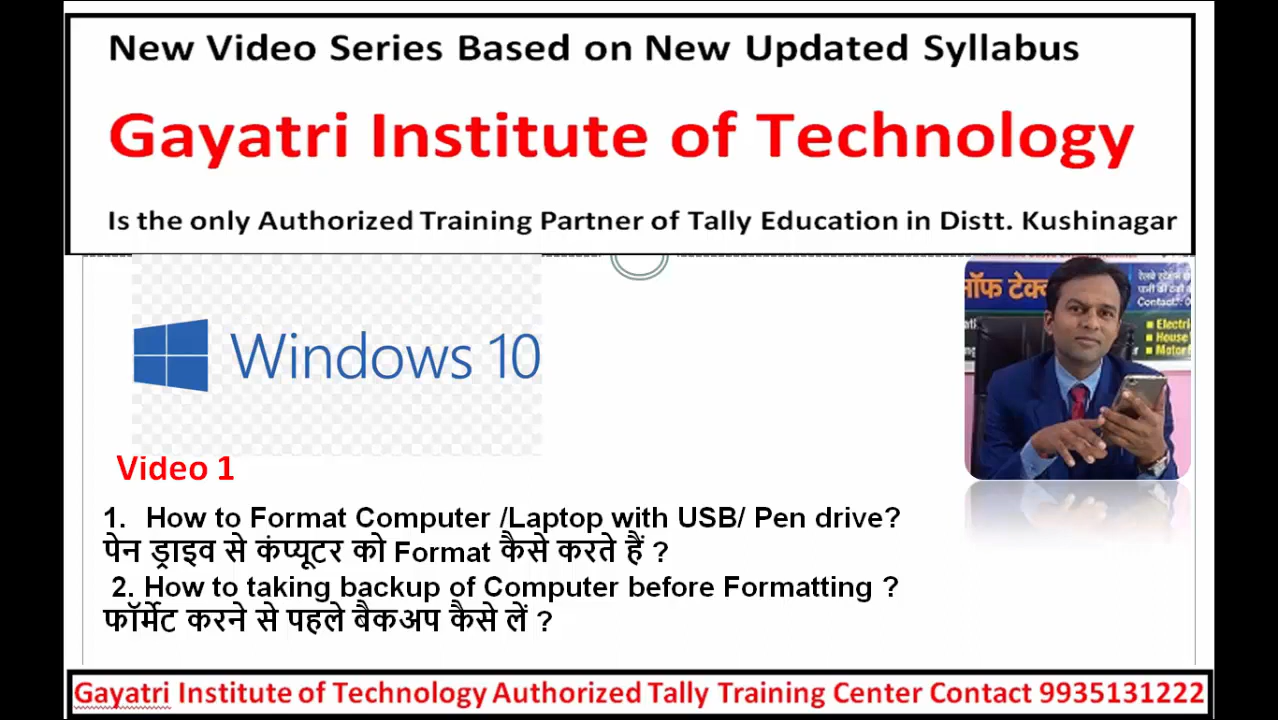 New Video Series Based on New Updated Syllabus
Gayatri Institute of Technology
Is the only Authorized Training Partner of Tally Education in Distt. Kushinagar
Windows 10
Video 1
1. How to Format Computer /Laptop with USB/ Pen drive?
पेन ड्राइव से कंप्यूटर को Format कैसे करते हैं ?
2. How to taking backup of Computer before Formatting ?
फॉर्मेट करने से पहले बैकअप कैसे लें ?
Gayatri Institute of Technology Authorized Tally Training Center Contact 9935131222